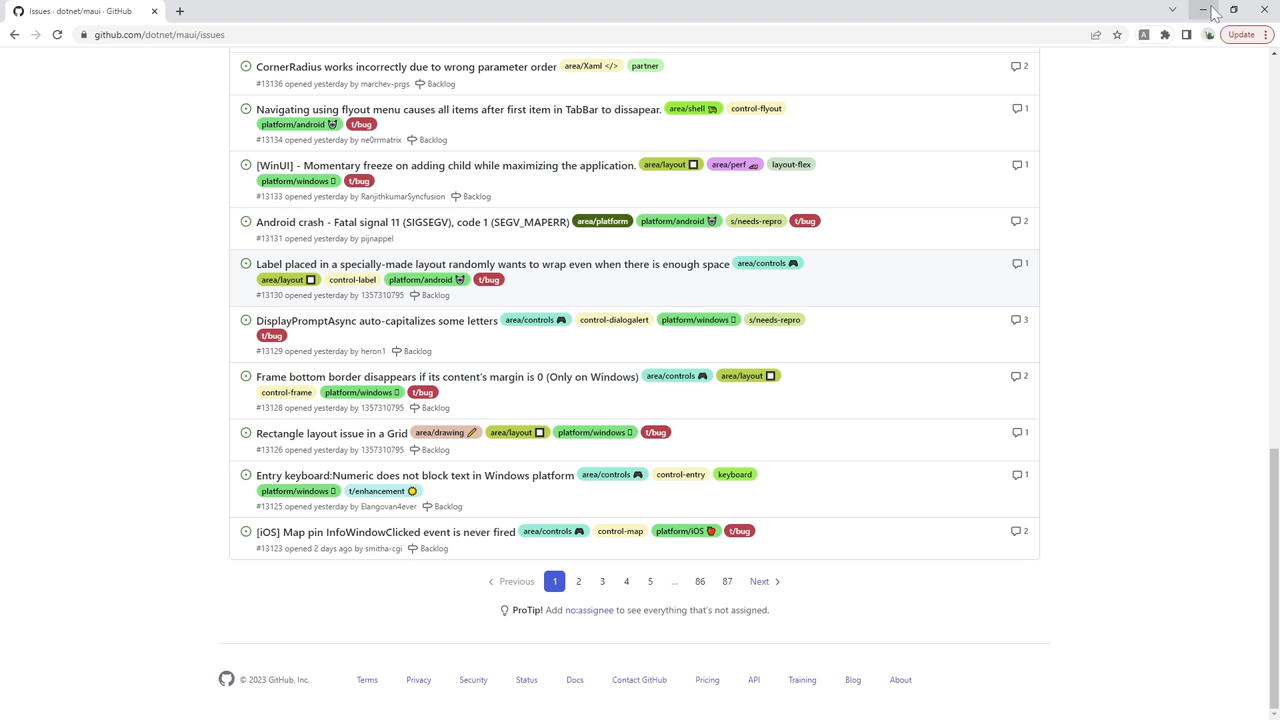 Issues · dotnet/maui · GitHub
github.com/dotnet/maui/issues
Update
CornerRadius works incorrectly due to wrong parameter order area/Xaml </> partner 2
#13136 opened yesterday by marchev-prgs Backlog
Navigating using flyout menu causes all items after first item in TabBar to dissapear. area/shell 🐢 control-flyout 1
platform/android 🤖 t/bug
#13134 opened yesterday by ne0rrmatrix Backlog
[WinUI] - Momentary freeze on adding child while maximizing the application. area/layout 🔲 area/perf 🏎 layout-flex 1
platform/windows t/bug
#13133 opened yesterday by RanjithkumarSyncfusion Backlog
Android crash - Fatal signal 11 (SIGSEGV), code 1 (SEGV_MAPERR) area/platform platform/android 🤖 s/needs-repro t/bug 2
#13131 opened yesterday by pijnappel
Label placed in a specially-made layout randomly wants to wrap even when there is enough space area/controls 🎮 1
area/layout 🔲 control-label platform/android 🤖 t/bug
#13130 opened yesterday by 1357310795 Backlog
DisplayPromptAsync auto-capitalizes some letters area/controls 🎮 control-dialogalert platform/windows s/needs-repro 3
t/bug
#13129 opened yesterday by heron1 Backlog
Frame bottom border disappears if its content's margin is 0 (Only on Windows) area/controls 🎮 area/layout 🔲 2
control-frame platform/windows t/bug
#13128 opened yesterday by 1357310795 Backlog
Rectangle layout issue in a Grid area/drawing ✏ area/layout 🔲 platform/windows t/bug 1
#13126 opened yesterday by 1357310795 Backlog
Entry keyboard:Numeric does not block text in Windows platform area/controls 🎮 control-entry keyboard 1
platform/windows t/enhancement ☀
#13125 opened yesterday by Elangovan4ever Backlog
[iOS] Map pin InfoWindowClicked event is never fired area/controls 🎮 control-map platform/iOS 🍎 t/bug 2
#13123 opened 2 days ago by smitha-cgi Backlog
Previous 1 2 3 4 5 … 86 87 Next
ProTip! Add no:assignee to see everything that's not assigned.
© 2023 GitHub, Inc. Terms Privacy Security Status Docs Contact GitHub Pricing API Training Blog About